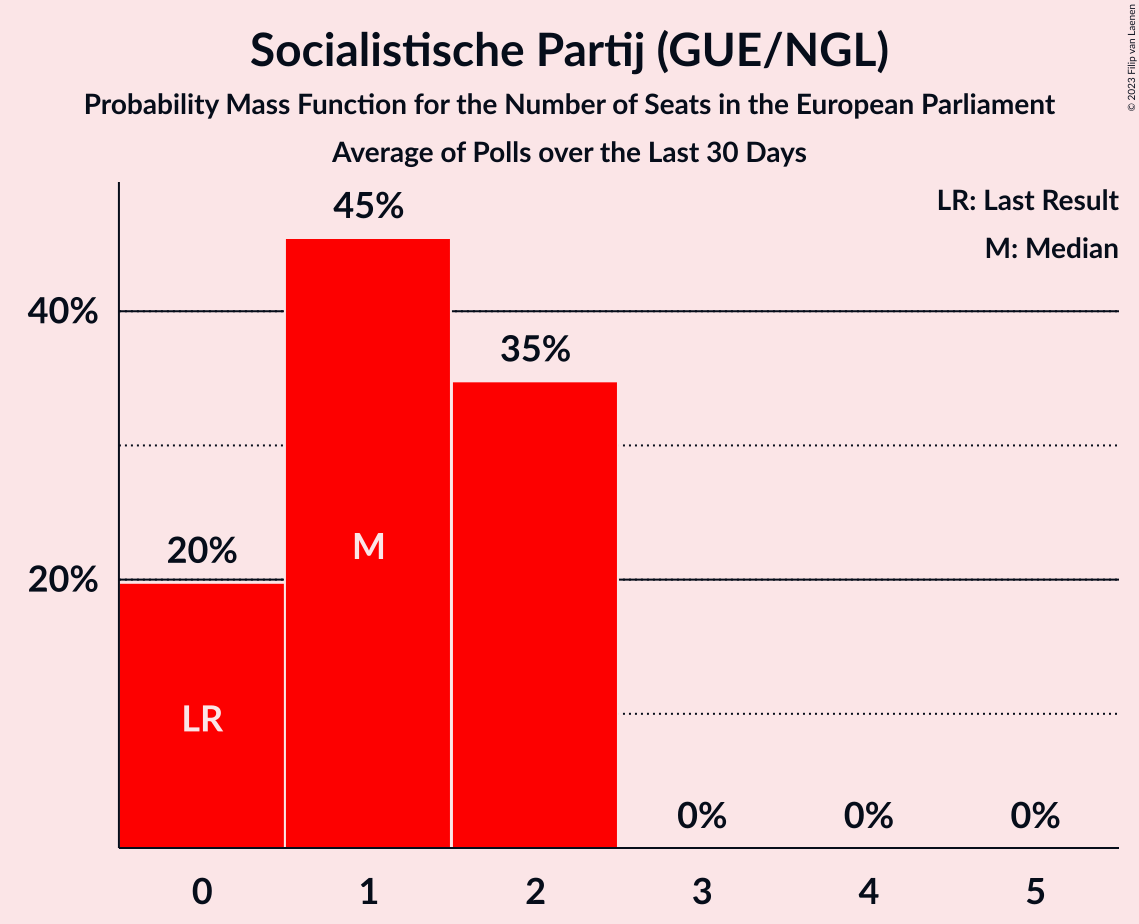 Socialistische Partij (GUE/NGL)
Probability Mass Function for the Number of Seats in the European Parliament
Average of Polls over the Last 30 Days
© 2023 Filip van Laenen
LR: Last Result
M: Median
45%
40%
35%
20%
20%
M
LR
0%
0%
0%
0
1
2
3
4
5